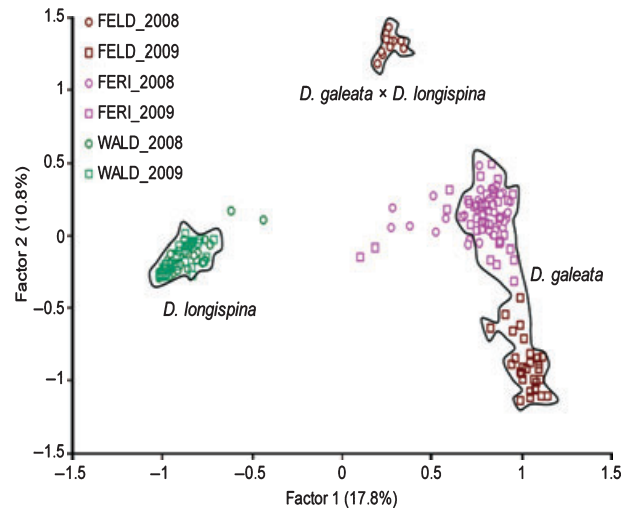 1.5
1
0.5
0
–0.5
–1
–1.5
Factor 2 (10.8%)
FELD_2008
FELD_2009
FERI_2008
FERI_2009
WALD_2008
WALD_2009
D. galeata × D. longispina
D. galeata
D. longispina
–1.5 –1 –0.5 0 0.5 1 1.5
Factor 1 (17.8%)